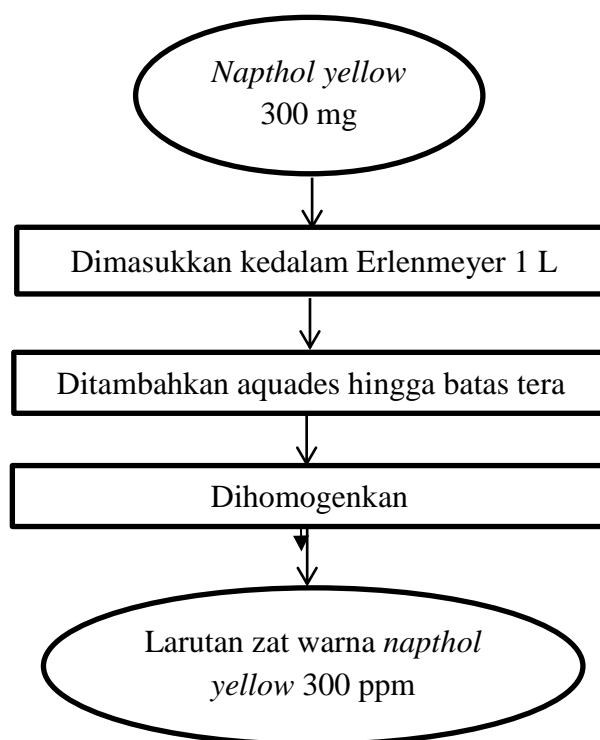 Napthol yellow
300 mg
Dimasukkan kedalam Erlenmeyer 1 L
Ditambahkan aquades hingga batas tera
Dihomogenkan
Larutan zat warna napthol
yellow 300 ppm